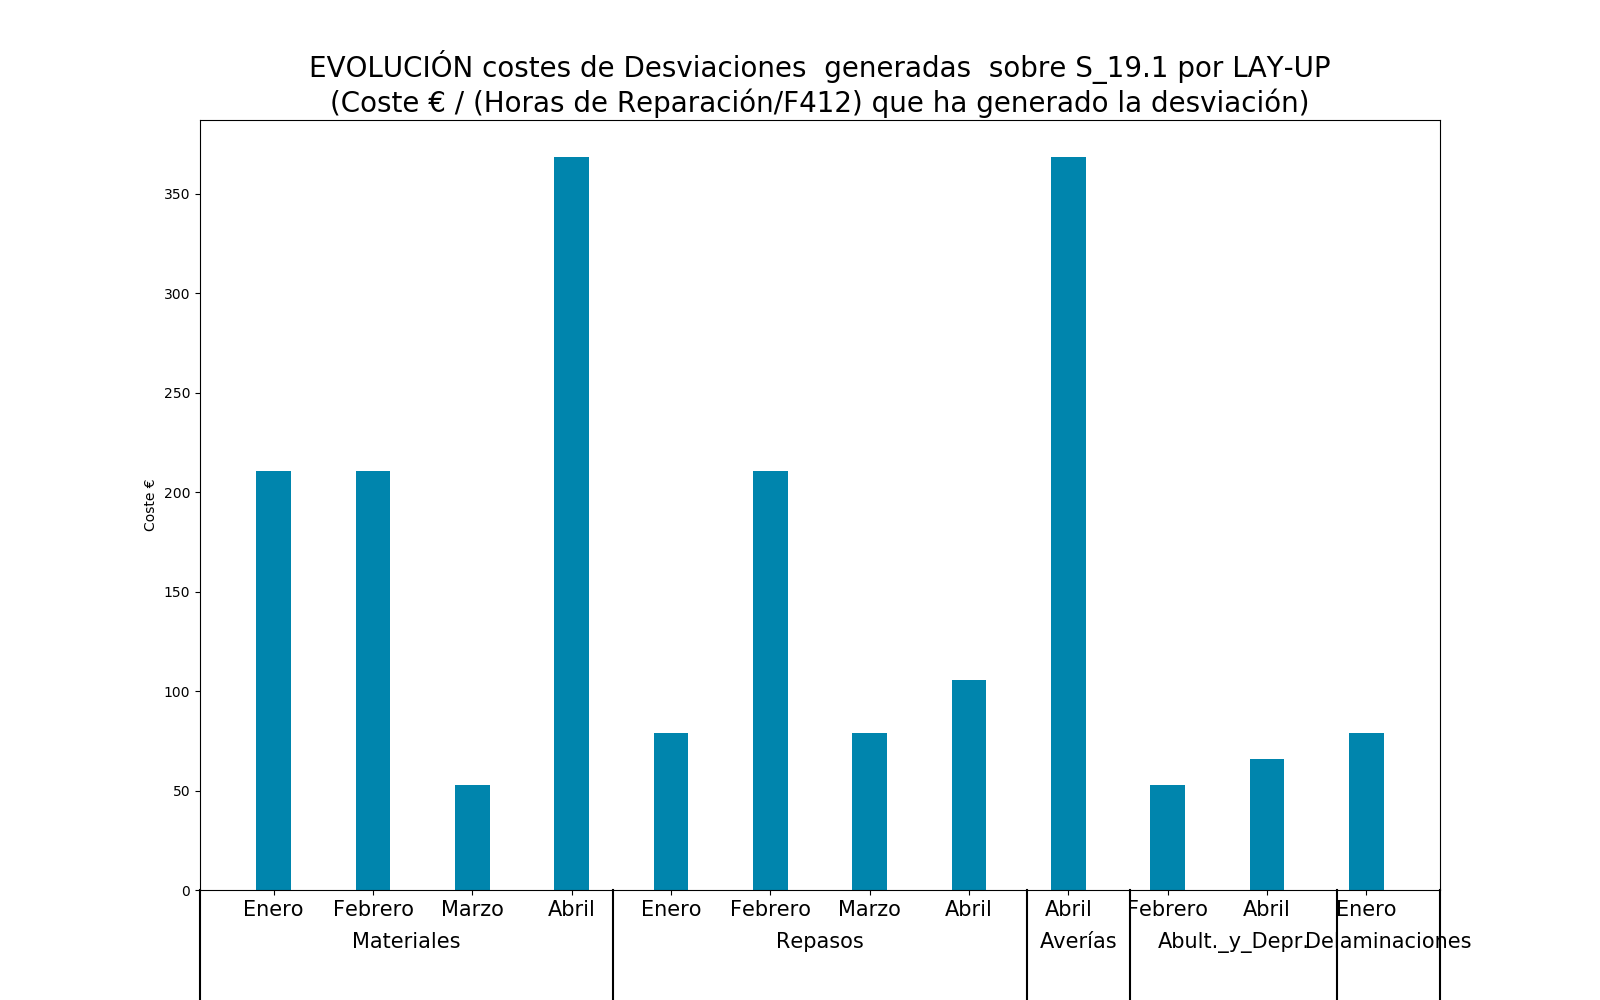 EVOLUCIÓN costes de Desviaciones  generadas  sobre S_19.1 por LAY-UP
(Coste € / (Horas de Reparación/F412) que ha generado la desviación)
350
300
250
200
150
100
50
0
Coste €
Enero Febrero Marzo Abril Enero Febrero Marzo Abril Abril Febrero Abril Enero
Materiales Repasos Averías Abult._y_Depr. Delaminaciones